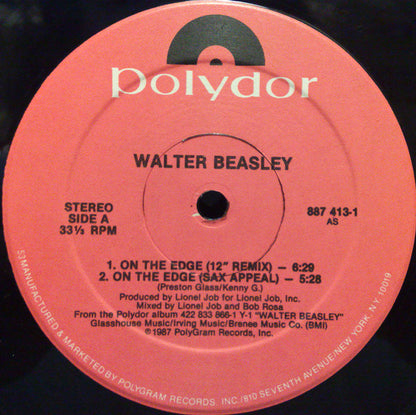 polydor
WALTER BEASLEY
STEREO
SIDE A
33⅓ RPM
887 413-1
AS
1. ON THE EDGE (12" REMIX) — 6:29
2. ON THE EDGE (SAX APPEAL) — 5:28
(Preston Glass/Kenny G.)
Produced by Lionel Job for Lionel Job, Inc.
Mixed by Lionel Job and Bob Rosa
From the Polydor album 422 833 866-1 Y-1 "WALTER BEASLEY"
Glasshouse Music/Irving Music/Brenee Music Co. (BMI)
℗1987 PolyGram Records, Inc.
53 MANUFACTURED & MARKETED BY POLYGRAM RECORDS, INC./810 SEVENTH AVENUE/NEW YORK, N.Y. 10019